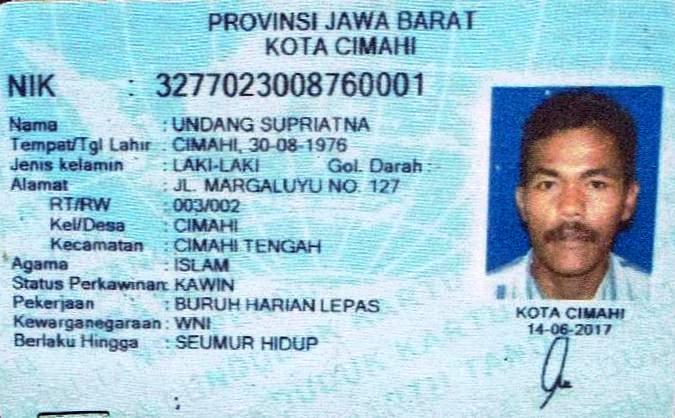 PROVINSI JAWA BARAT
KOTA CIMAHI
NIK : 3277023008760001
Nama : UNDANG SUPRIATNA
Tempat/Tgl Lahir : CIMAHI, 30-08-1976
Jenis kelamin : LAKI-LAKI Gol. Darah :-
Alamat : JL. MARGALUYU NO. 127
RT/RW : 003/002
Kel/Desa : CIMAHI
Kecamatan : CIMAHI TENGAH
Agama : ISLAM
Status Perkawinan: KAWIN
Pekerjaan : BURUH HARIAN LEPAS
Kewarganegaraan : WNI
Berlaku Hingga : SEUMUR HIDUP
KOTA CIMAHI
14-06-2017